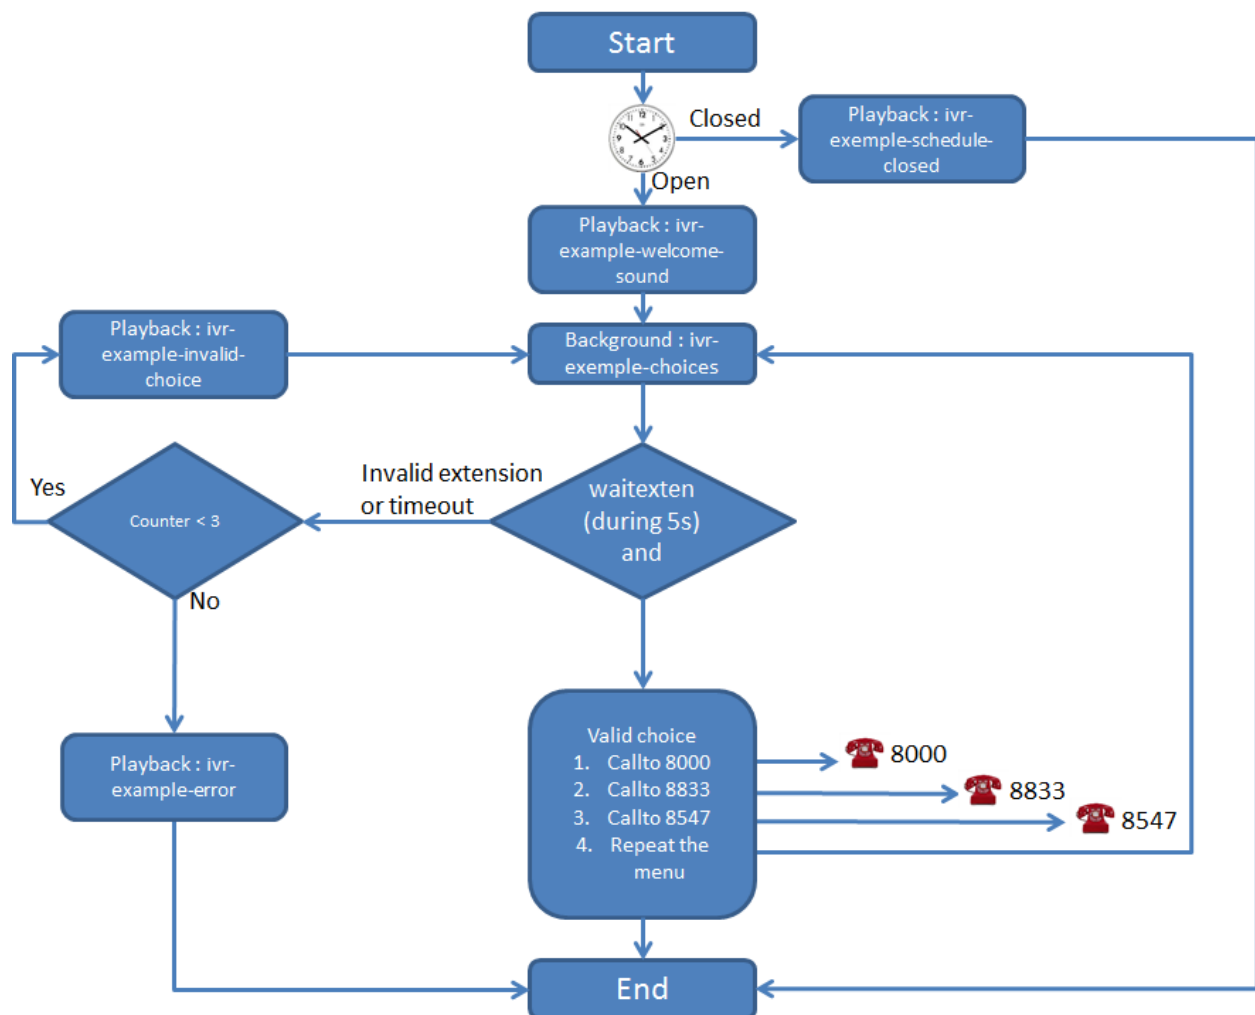 Start
Closed
Playback : ivr-
exemple-schedule-
closed
Open
Playback : ivr-
example-welcome-
sound
Playback : ivr-
example-invalid-
choice
Background : ivr-
exemple-choices
Yes
Counter < 3
Invalid extension
or timeout
waitexten
(during 5s)
and
No
Playback : ivr-
example-error
Valid choice
1. Callto 8000
2. Callto 8833
3. Callto 8547
4. Repeat the
menu
8000
8833
8547
End